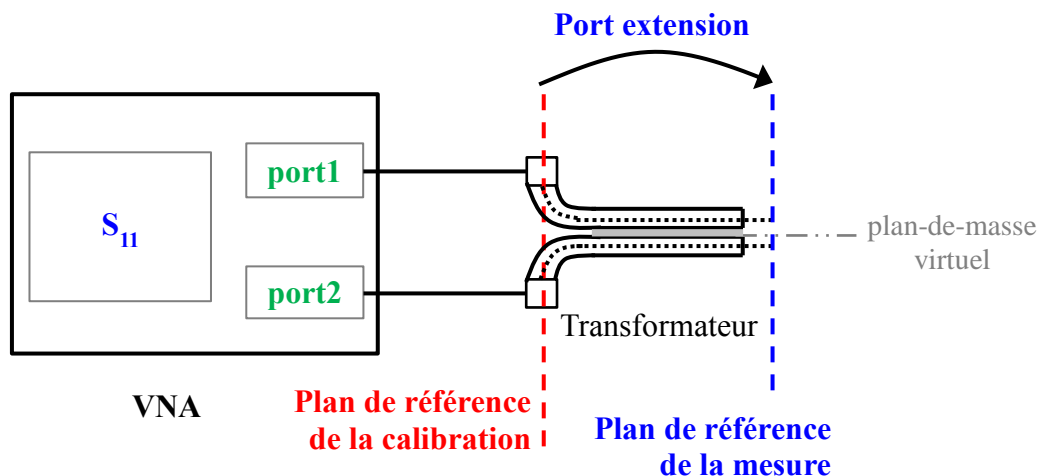 Port extension
port1
S11
port2
plan-de-masse
virtuel
Transformateur
VNA
Plan de référence
de la calibration
Plan de référence
de la mesure